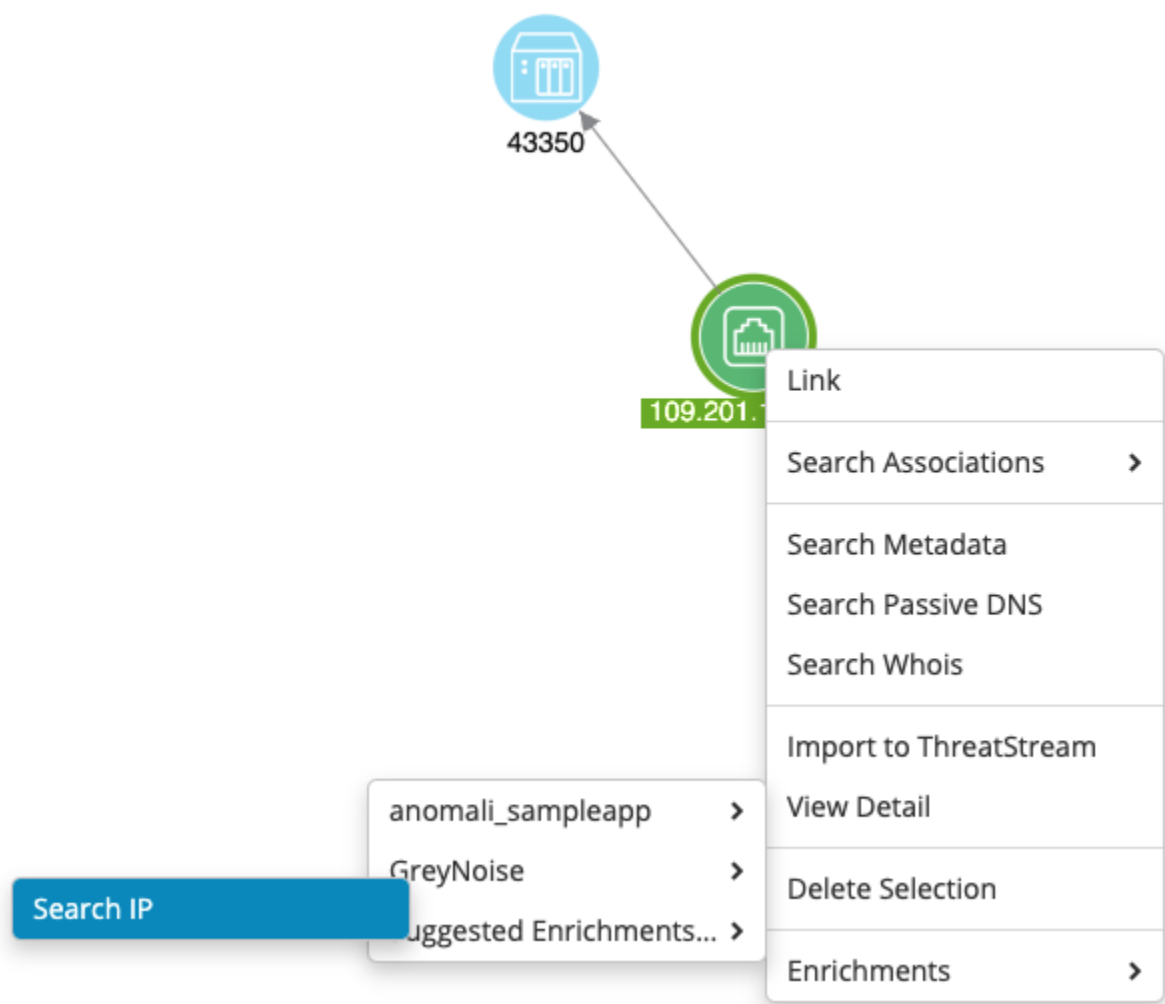 43350
109.201.
Link
Search Associations
Search Metadata
Search Passive DNS
Search Whois
Import to ThreatStream
View Detail
Delete Selection
Enrichments
anomali_sampleapp
GreyNoise
uggested Enrichments...
Search IP